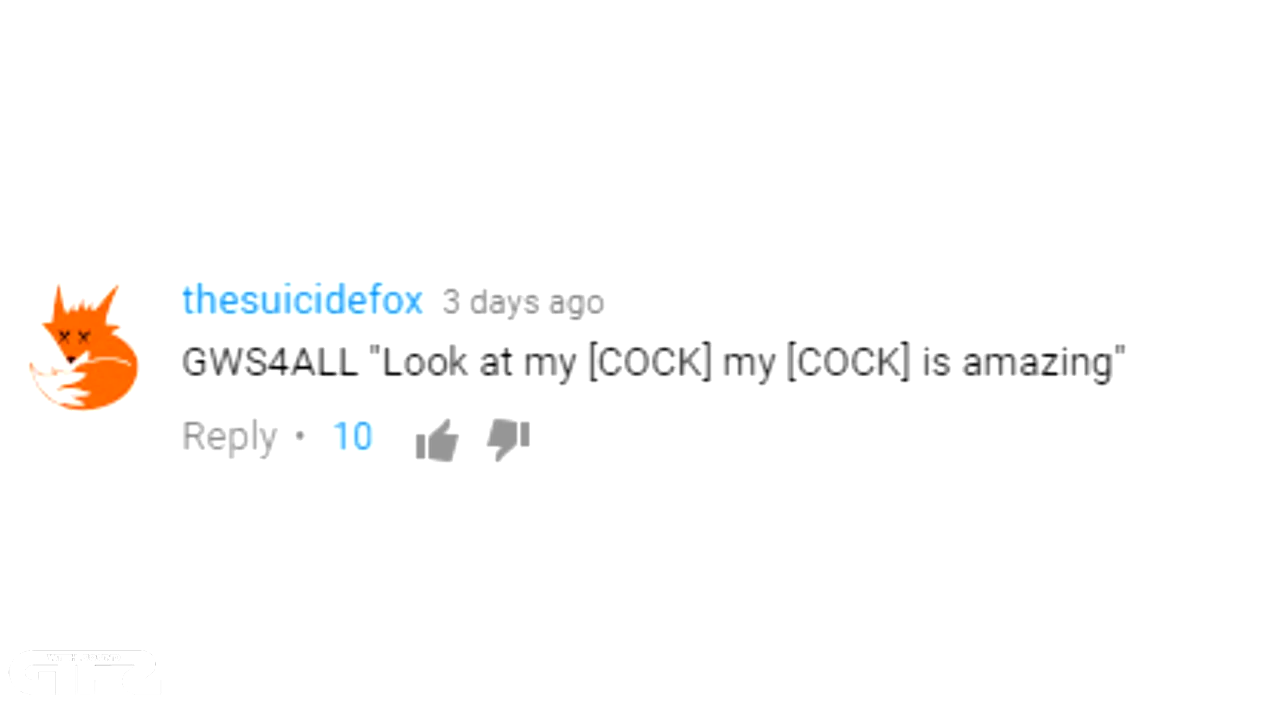 thesuicidefox 3 days ago
GWS4ALL "Look at my [COCK] my [COCK] is amazing"
Reply • 10